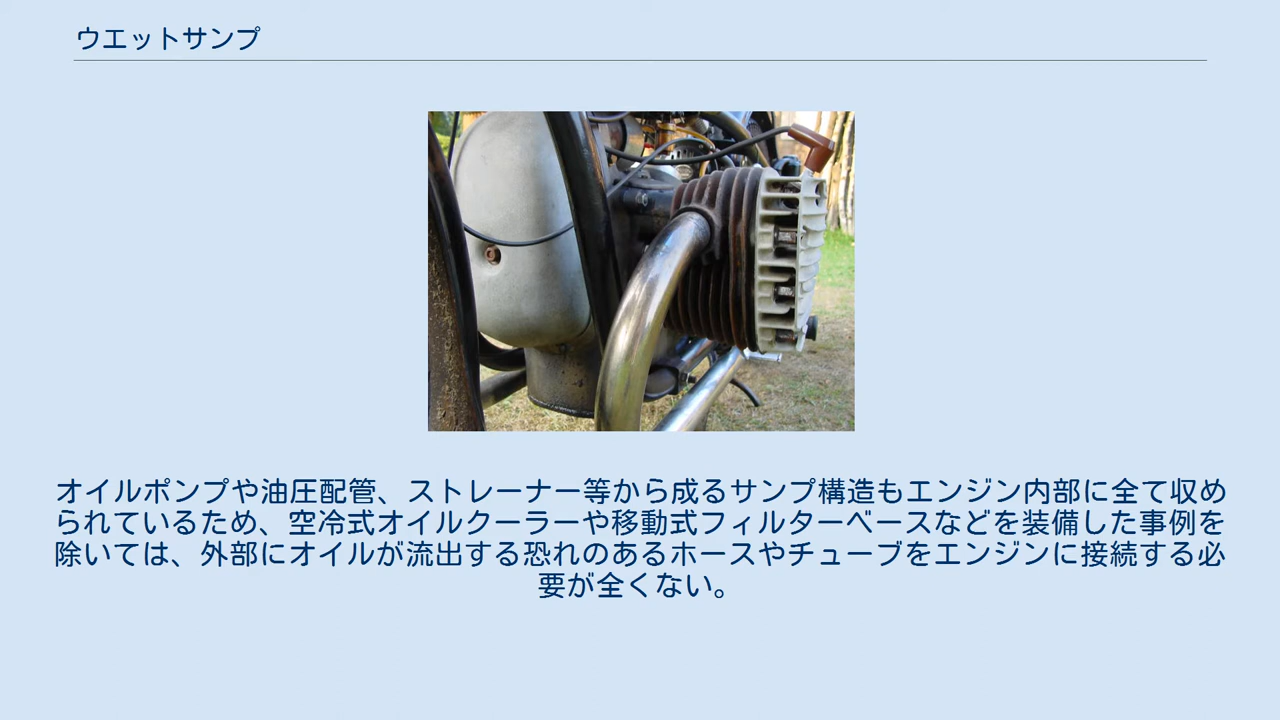 ウエットサンプ
オイルポンプや油圧配管、ストレーナー等から成るサンプ構造もエンジン内部に全て収め
られているため、空冷式オイルクーラーや移動式フィルターベースなどを装備した事例を
除いては、外部にオイルが流出する恐れのあるホースやチューブをエンジンに接続する必
要が全くない。